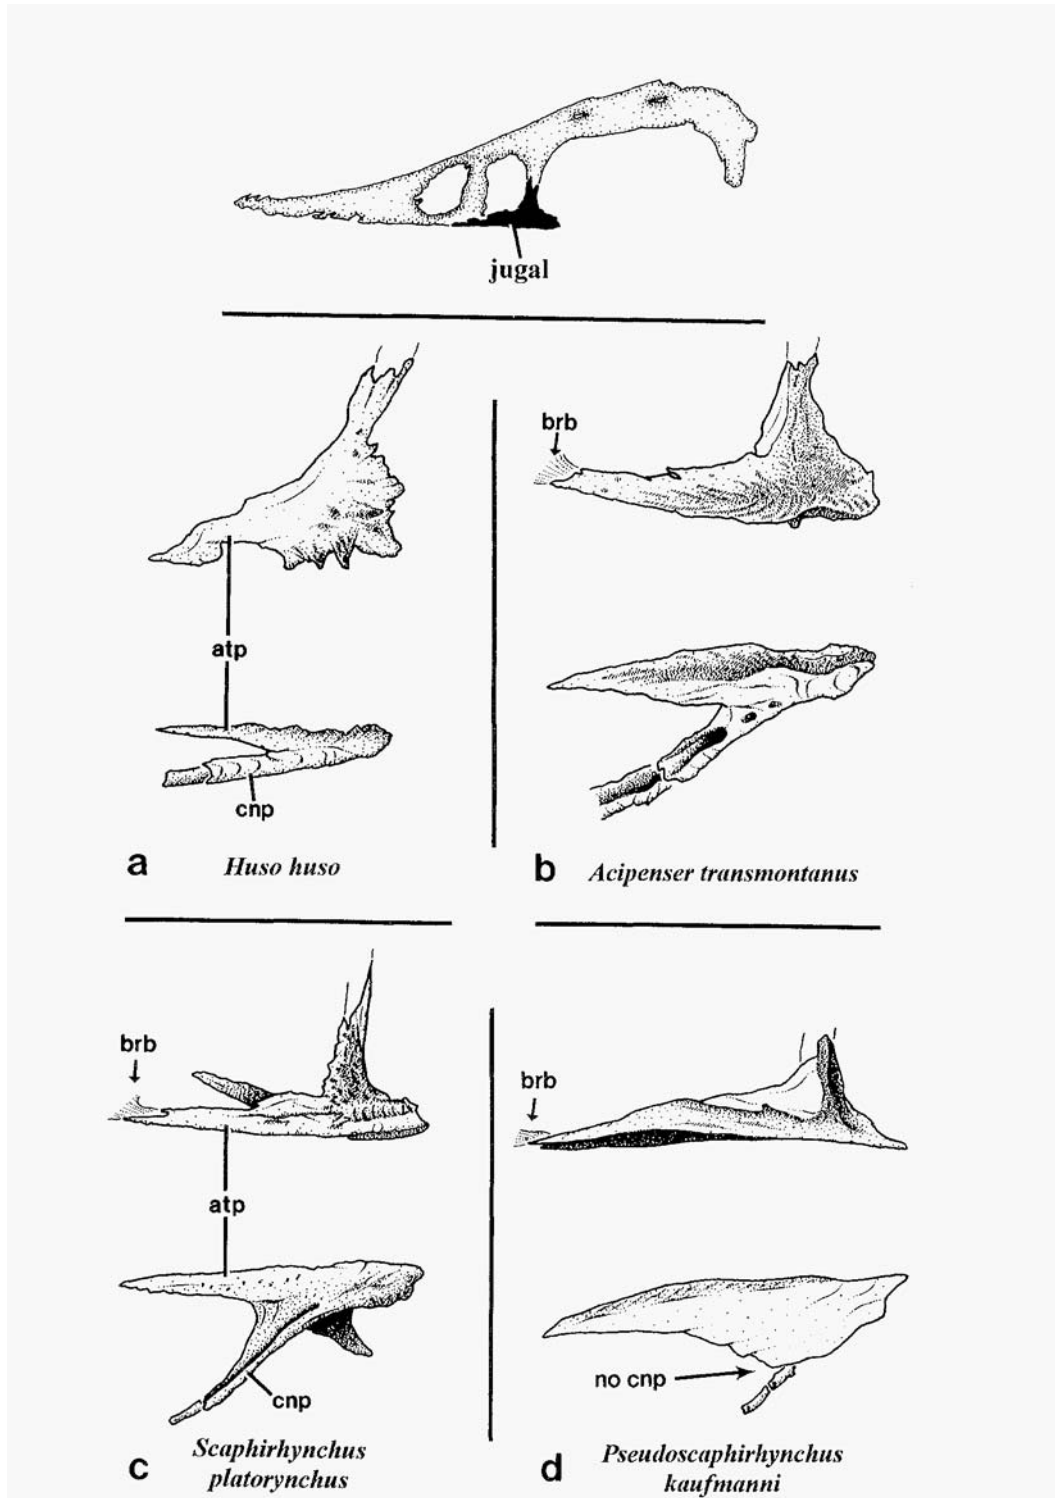 jugal
brb
atp
cnp
a Huso huso
b Acipenser transmontanus
brb
atp
cnp
c Scaphirhynchus
platorynchus
brb
no cnp
d Pseudoscaphirhynchus
kaufmanni